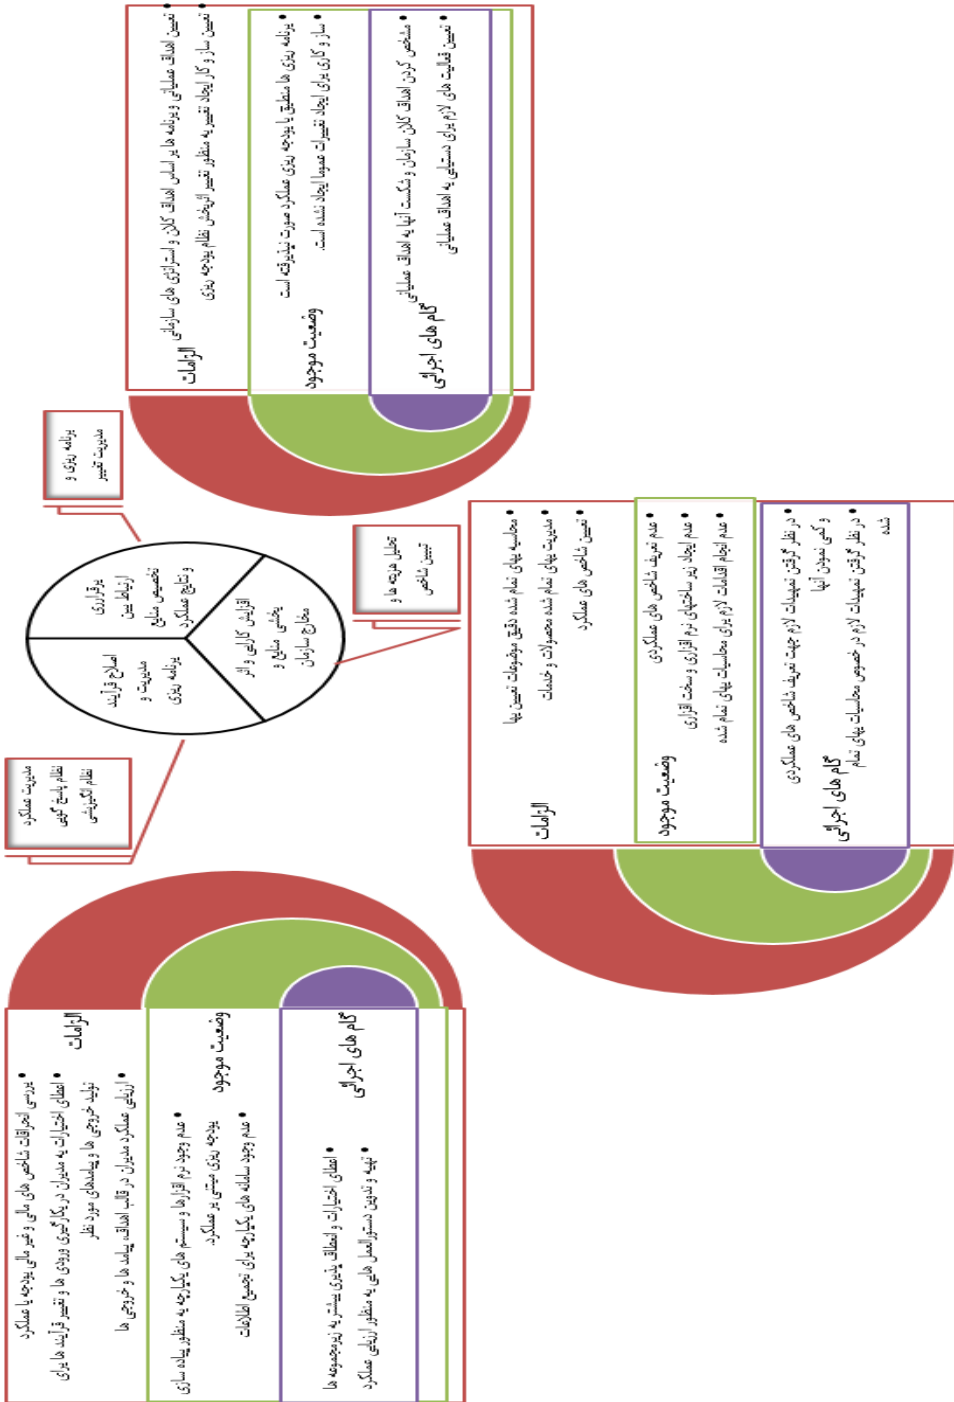 الزامات
تعیین اهداف عملیاتی و برنامه ها بر اساس اهداف کلان و استراتژی های سازمانی
تعیین ساز و کار ایجاد تغییر به منظور تغییر اثربخش نظام بودجه ریزی
وضعیت موجود
برنامه ریزی ها منطبق با بودجه ریزی عملکرد صورت نپذیرفته است
ساز و کاری برای ایجاد تغییرات عموما ایجاد نشده است.
گام های اجرائی
مشخص کردن اهداف کلان سازمان و شکست آنها به اهداف عملیاتی
تعیین فعالیت های لازم برای دستیابی به اهداف عملیاتی
برنامه ریزی و
مدیریت تغییر
برقراری
ارتباط بین
تخصیص منابع
و نتایج عملکرد
افزایش کارایی و اثر
بخشی منابع و
مخارج سازمان
اصلاح فرآیند
مدیریت و
برنامه ریزی
تحلیل هزینه ها و
تبیین شاخص
مدیریت عملکرد
نظام پاسخ گویی
نظام انگیزشی
الزامات
محاسبه بهای تمام شده دقیق موضوعات تعیین بها
مدیریت بهای تمام شده محصولات و خدمات
تعیین شاخص های عملکرد
وضعیت موجود
عدم تعریف شاخص های عملکردی
عدم ایجاد زیر ساختهای نرم افزاری و سخت افزاری
عدم انجام اقدامات لازم برای محاسبات بهای تمام شده
گام های اجرائی
در نظر گرفتن تمهیدات لازم جهت تعریف شاخص های عملکردی
و کمی نمودن آنها
در نظر گرفتن تمهیدات لازم در خصوص محاسبات بهای تمام
شده
الزامات
بررسی انحرافات شاخص های مالی و غیر مالی بودجه با عملکرد
اعطای اختیارات به مدیران در بکارگیری ورودی ها و تغییر فرآیند ها برای
تولید خروجی ها و پیامدهای مورد نظر
ارزیابی عملکرد مدیران در قالب اهداف، پیامد ها و خروجی ها
وضعیت موجود
عدم وجود نرم افزارها و سیستم های یکپارچه به منظور پیاده سازی
بودجه ریزی مبتنی بر عملکرد.
عدم وجود سامانه های یکپارچه برای تجمیع اطلاعات
گام های اجرائی
اعطای اختیارات و انعطاف پذیری بیشتر به زیرمجموعه ها
تهیه و تدوین دستورالعمل هایی به منظور ارزیابی عملکرد